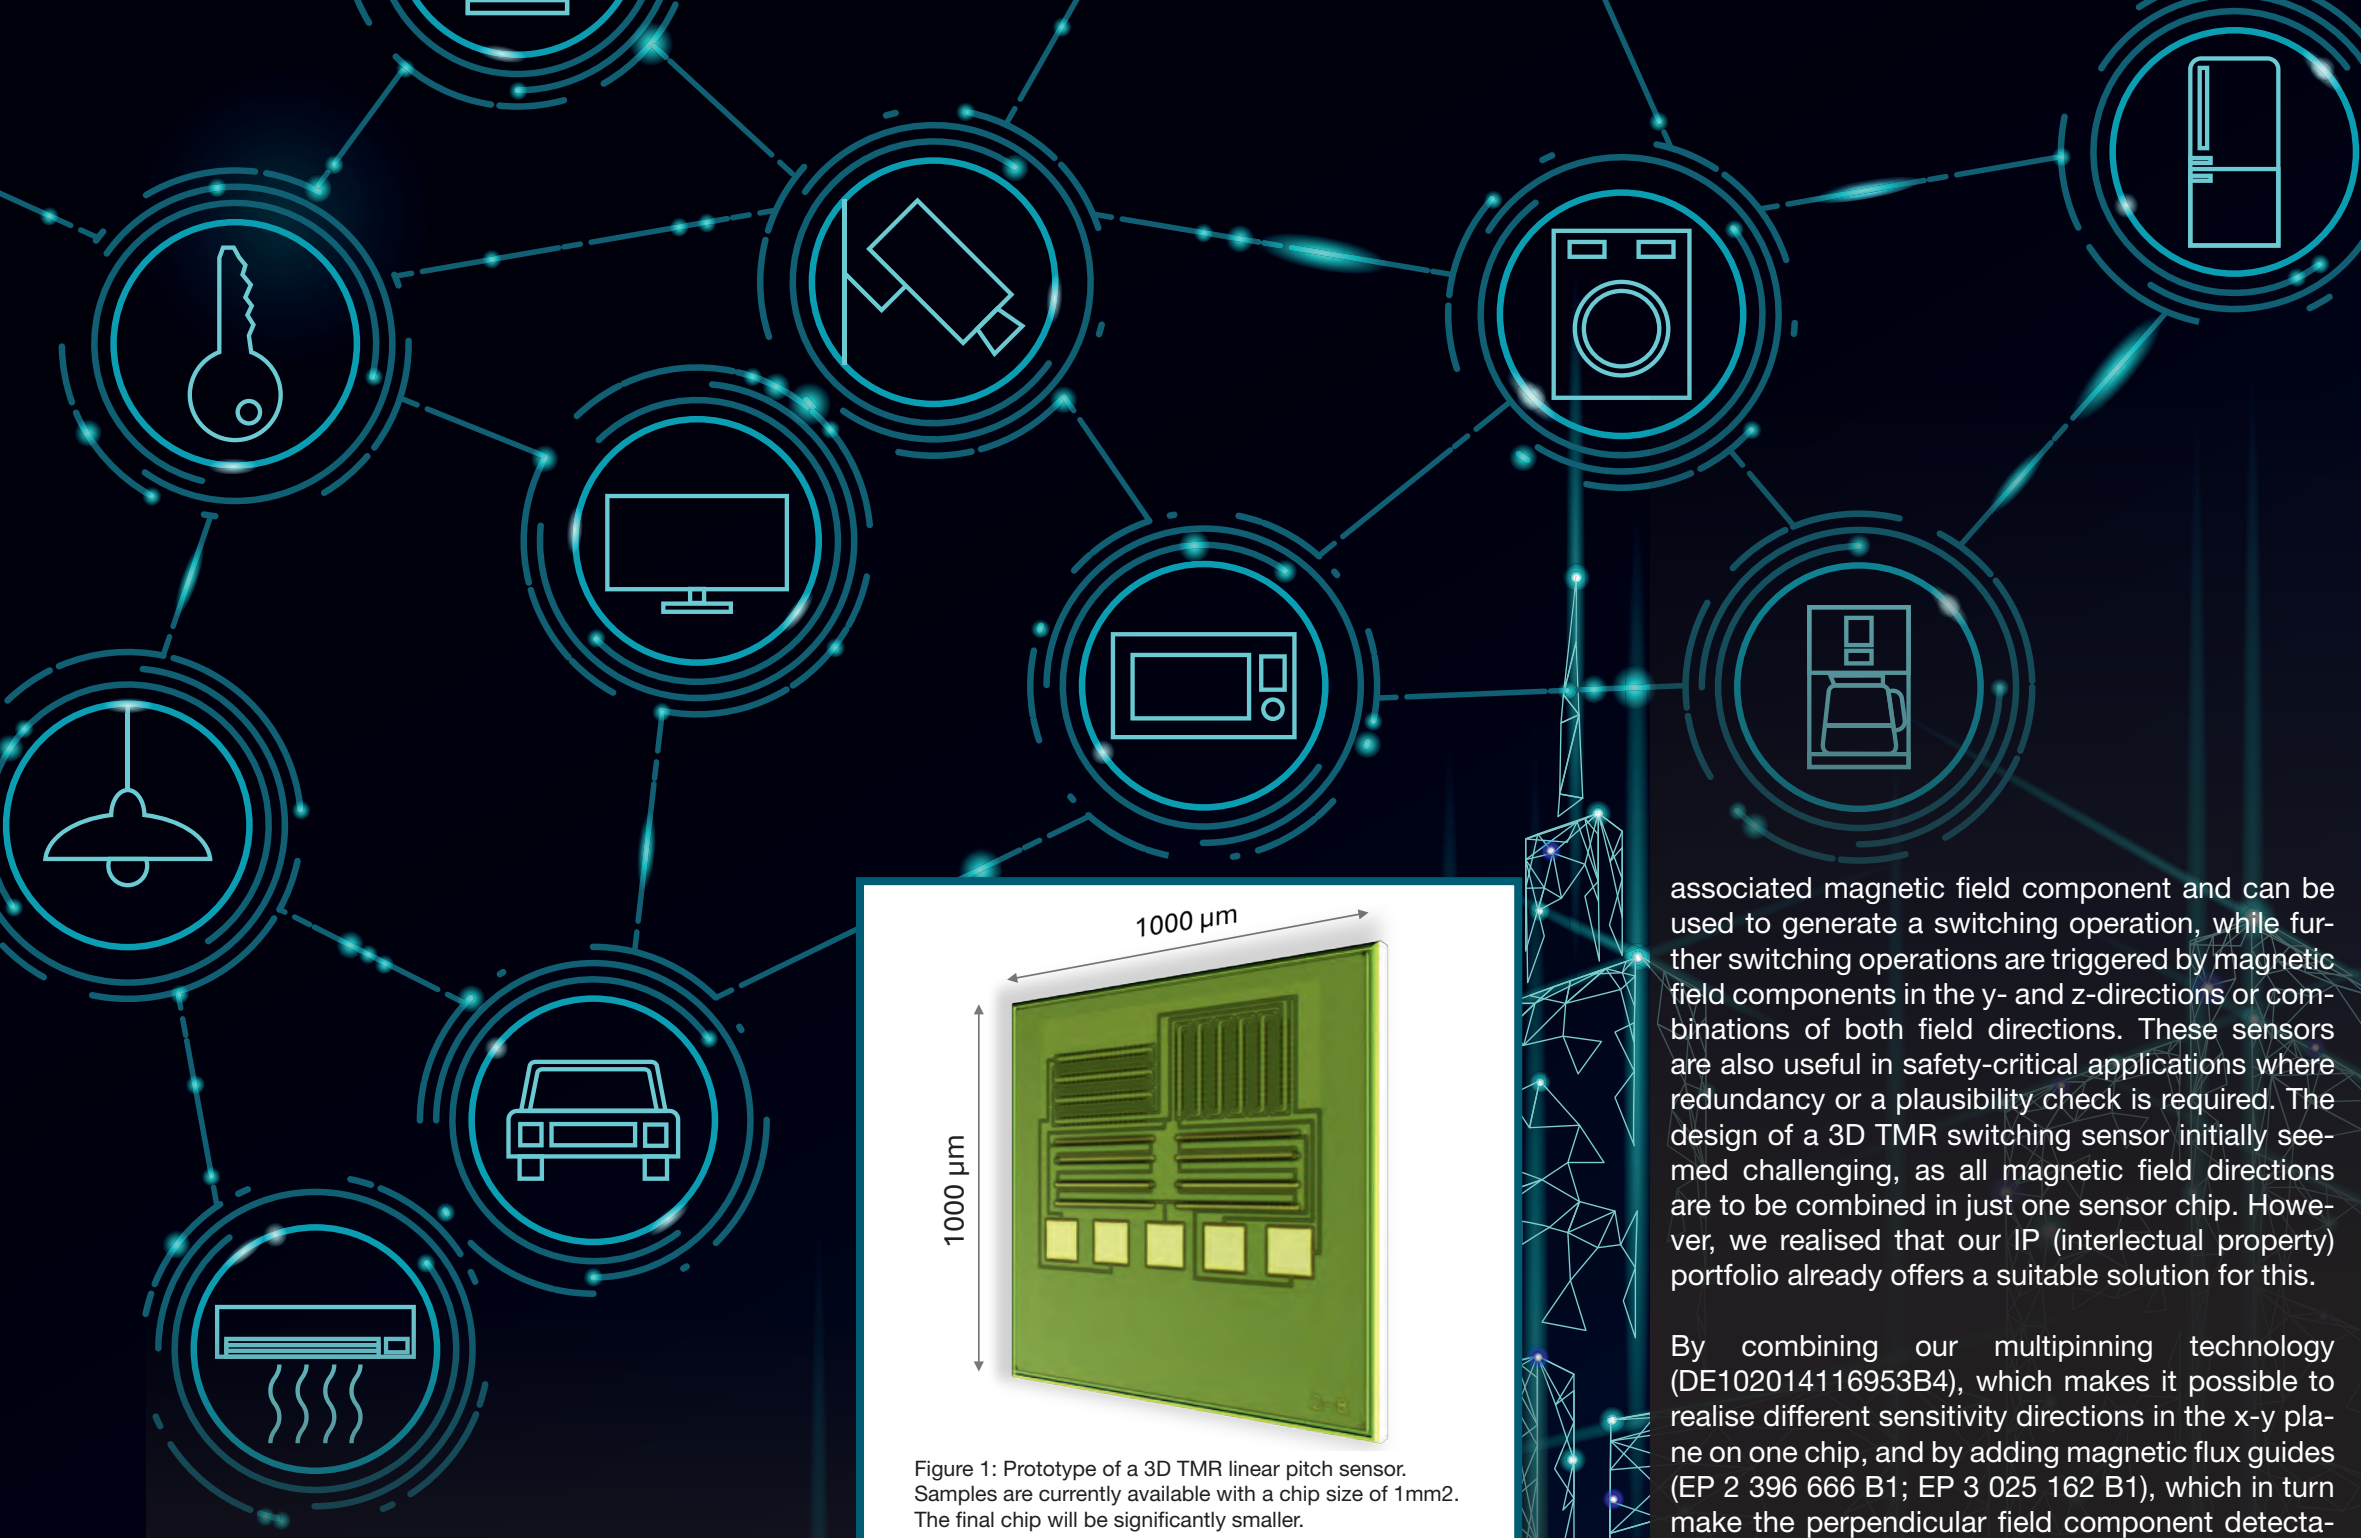 1000 µm
1000 µm
Figure 1: Prototype of a 3D TMR linear pitch sensor.
Samples are currently available with a chip size of 1mm2.
The final chip will be significantly smaller.
associated magnetic field component and can be
used to generate a switching operation, while fur-
ther switching operations are triggered by magnetic
field components in the y- and z-directions or com-
binations of both field directions. These sensors
are also useful in safety-critical applications where
redundancy or a plausibility check is required. The
design of a 3D TMR switching sensor initially see-
med challenging, as all magnetic field directions
are to be combined in just one sensor chip. Howe-
ver, we realised that our IP (interlectual property)
portfolio already offers a suitable solution for this.
By combining our multipinning technology
(DE102014116953B4), which makes it possible to
realise different sensitivity directions in the x-y pla-
ne on one chip, and by adding magnetic flux guides
(EP 2 396 666 B1; EP 3 025 162 B1), which in turn
make the perpendicular field component detecta-